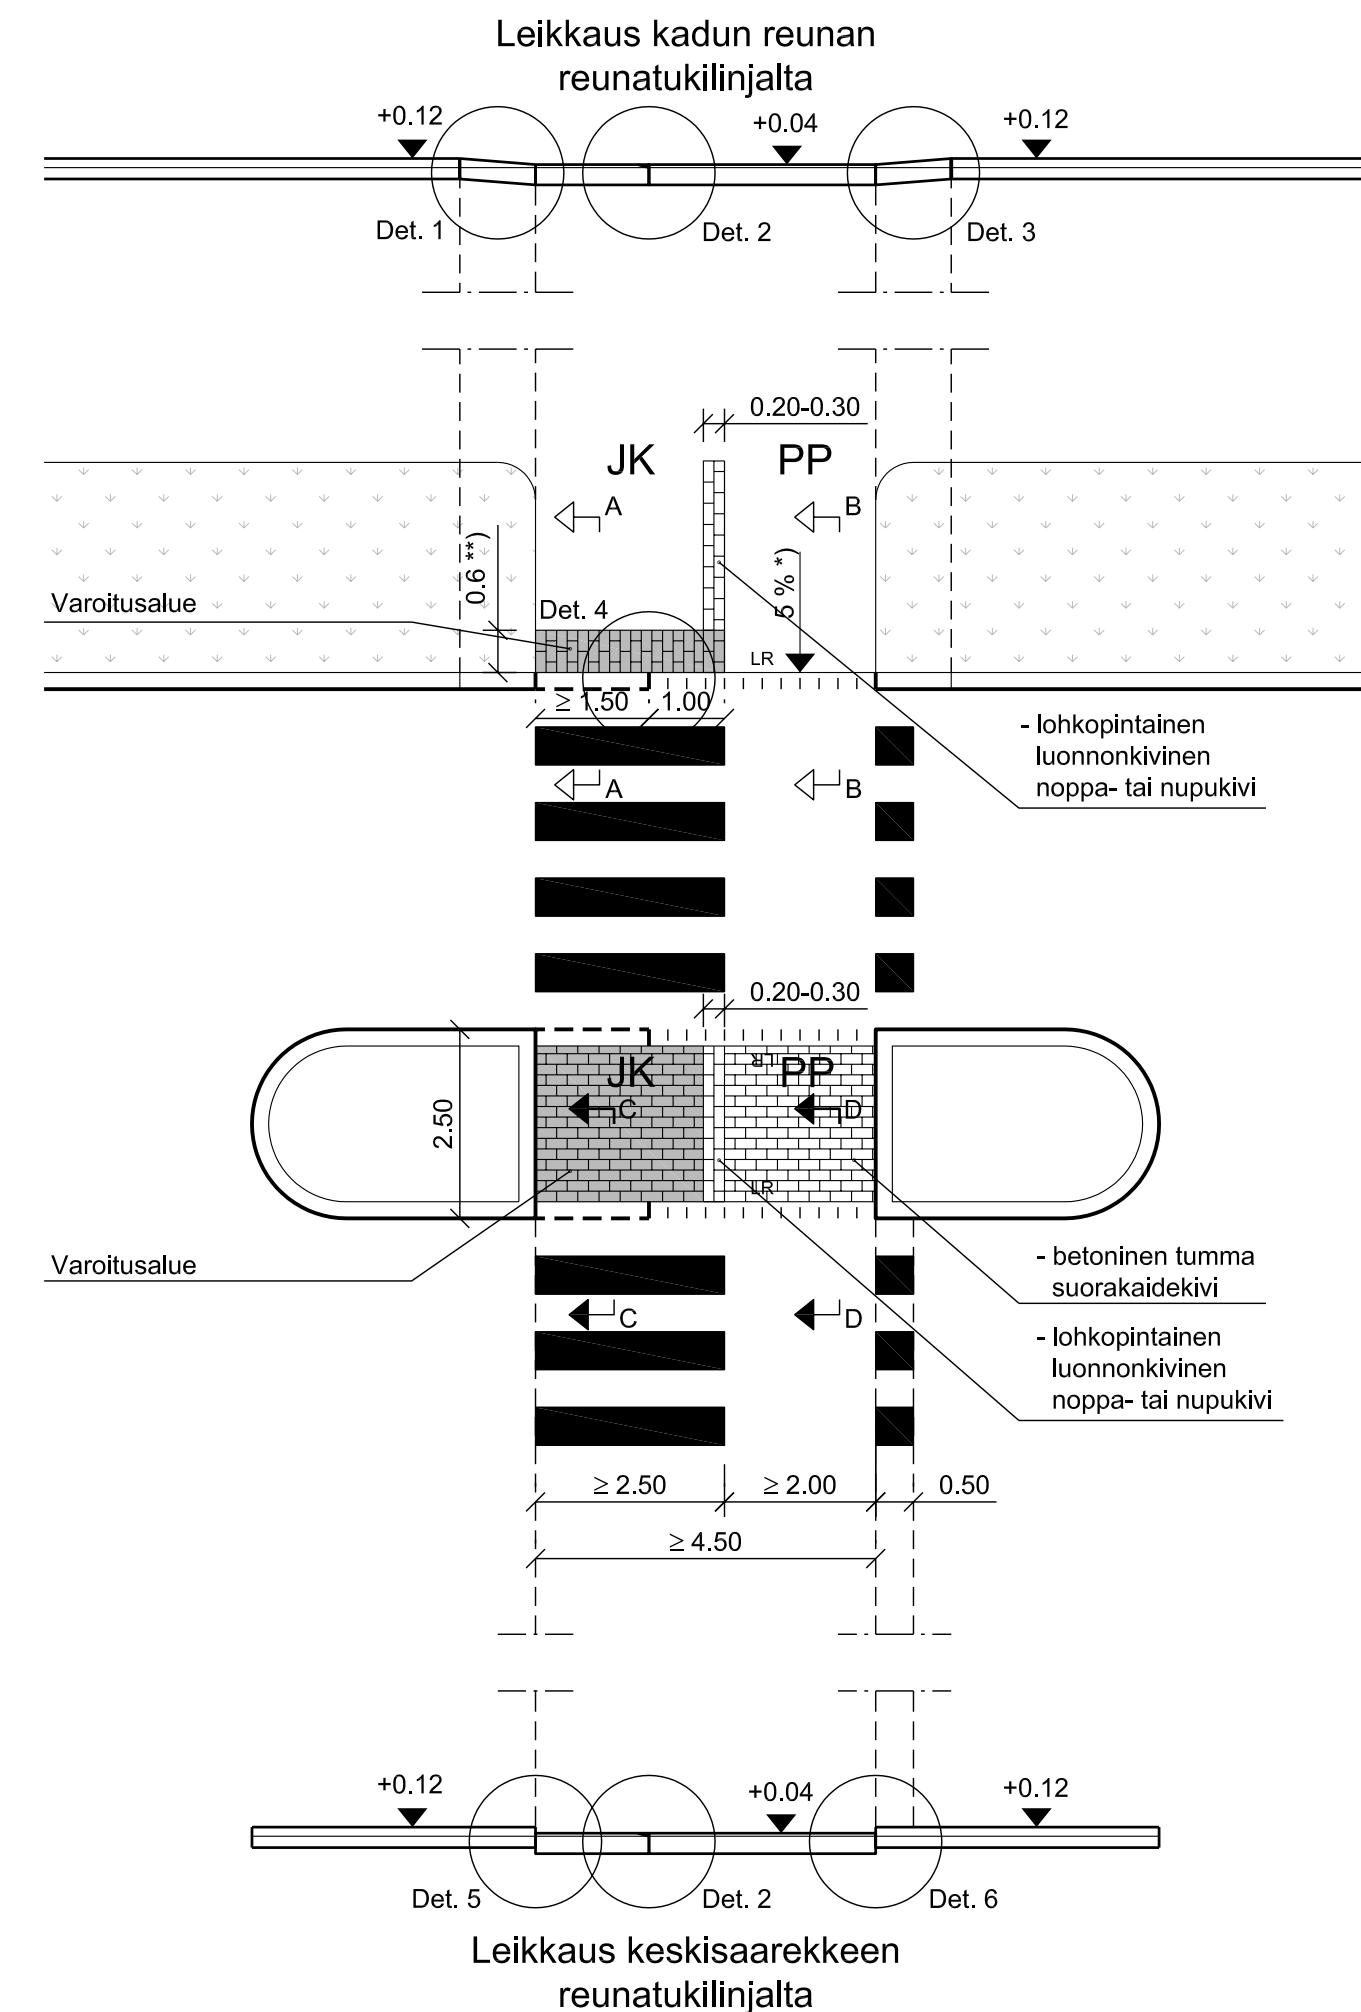 Leikkaus kadun reunan
reunatukilinjalta
+0.12
+0.04
+0.12
Det. 1
Det. 2
Det. 3
0.20-0.30
JK
PP
A
B
0.6 **)
5 % *)
Varoitusalue
Det. 4
LR
≥ 1.50
1.00
- lohkopintainen
luonnonkivinen
noppa- tai nupukivi
A
B
0.20-0.30
LR
JK
PP
2.50
C
D
LR
Varoitusalue
- betoninen tumma
suorakaidekivi
C
D
- lohkopintainen
luonnonkivinen
noppa- tai nupukivi
≥ 2.50
≥ 2.00
0.50
≥ 4.50
+0.12
+0.04
+0.12
Det. 5
Det. 2
Det. 6
Leikkaus keskisaarekkeen
reunatukilinjalta